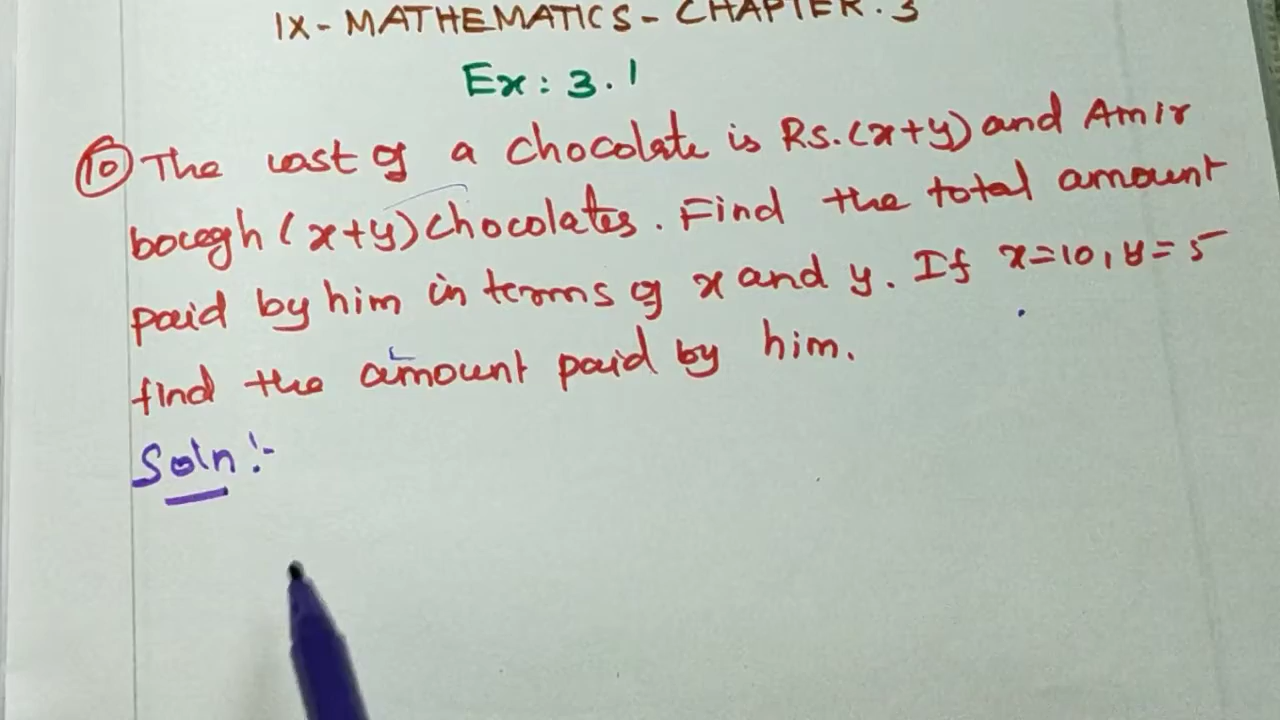 IX - MATHEMATICS - CHAPTER. 3
Ex: 3.1
⑩ The cost of a chocolate is Rs.(x+y) and Amir
bough (x+y) chocolates. Find the total amount
paid by him in terms of x and y. If x=10, y=5
find the amount paid by him.
Soln:-